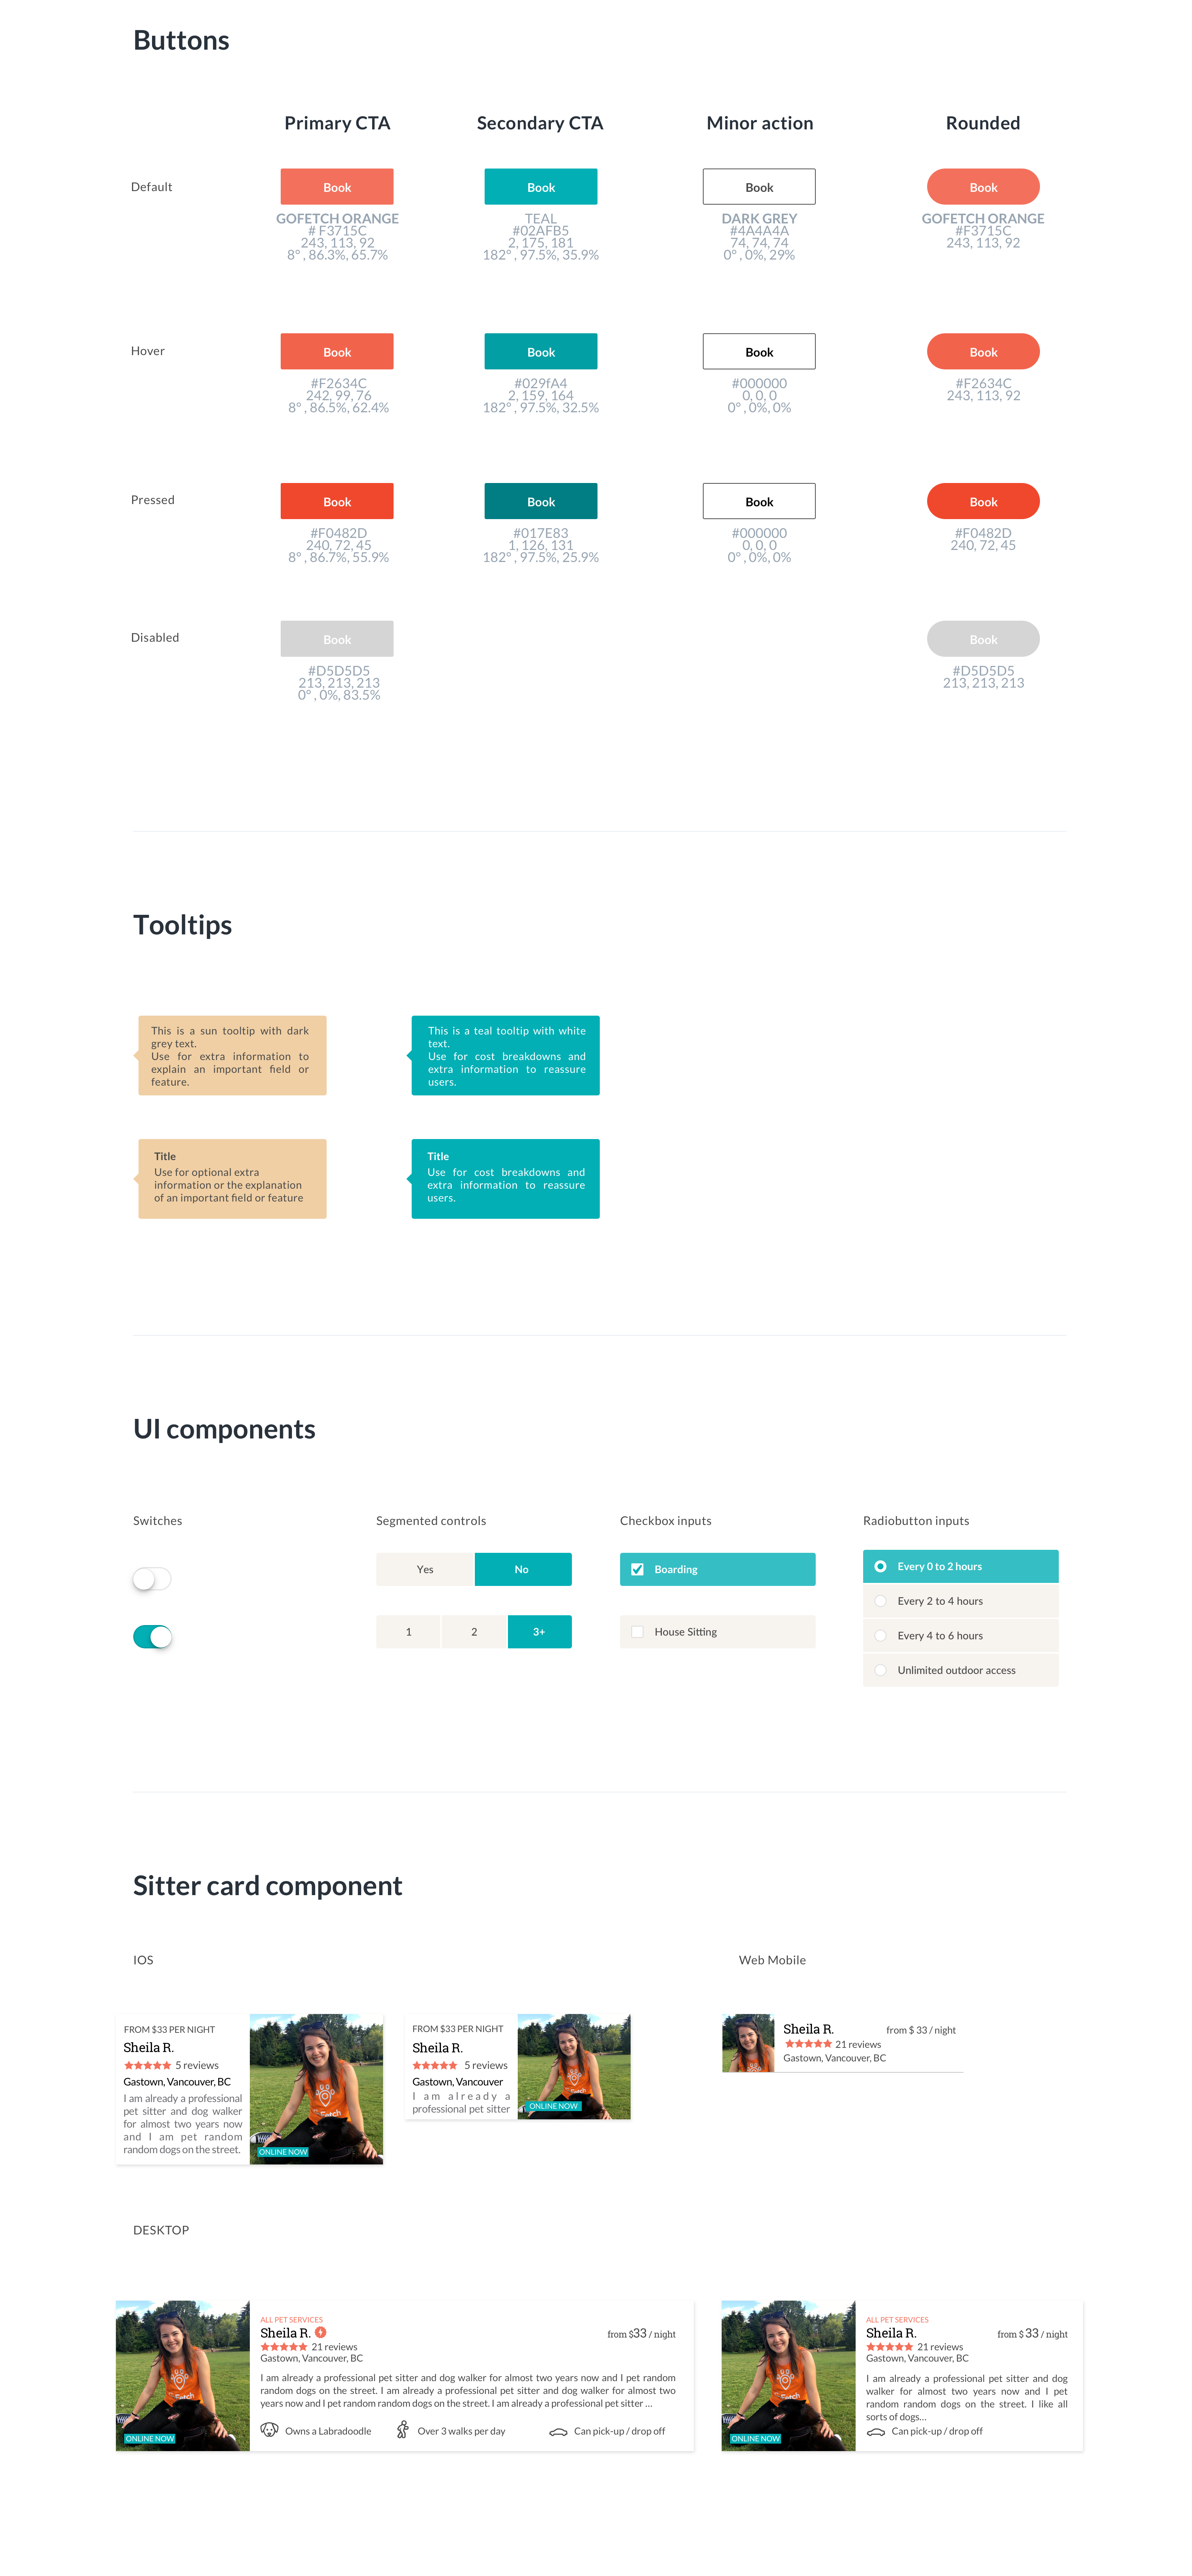 Buttons
Primary CTA
Secondary CTA
Minor action
Rounded
Default
Book
Book
Book
Book
GOFETCH ORANGE
# F3715C
243, 113, 92
8° , 86.3%, 65.7%
TEAL
#02AFB5
2, 175, 181
182° , 97.5%, 35.9%
DARK GREY
#4A4A4A
74, 74, 74
0° , 0%, 29%
GOFETCH ORANGE
#F3715C
243, 113, 92
Hover
Book
Book
Book
Book
#F2634C
242, 99, 76
8° , 86.5%, 62.4%
#029fA4
2, 159, 164
182° , 97.5%, 32.5%
#000000
0, 0, 0
0° , 0%, 0%
#F2634C
243, 113, 92
Pressed
Book
Book
Book
Book
#F0482D
240, 72, 45
8° , 86.7%, 55.9%
#017E83
1, 126, 131
182° , 97.5%, 25.9%
#000000
0, 0, 0
0° , 0%, 0%
#F0482D
240, 72, 45
Disabled
Book
Book
#D5D5D5
213, 213, 213
0° , 0%, 83.5%
#D5D5D5
213, 213, 213
Tooltips
This is a sun tooltip with dark
grey text.
Use for extra information to
explain an important field or
feature.
This is a teal tooltip with white
text.
Use for cost breakdowns and
extra information to reassure
users.
Title
Use for optional extra
information or the explanation
of an important field or feature
Title
Use for cost breakdowns and
extra information to reassure
users.
UI components
Switches
Segmented controls
Checkbox inputs
Radiobutton inputs
Yes
No
1
2
3+
Boarding
House Sitting
Every 0 to 2 hours
Every 2 to 4 hours
Every 4 to 6 hours
Unlimited outdoor access
Sitter card component
IOS
Web Mobile
FROM $33 PER NIGHT
Sheila R.
5 reviews
Gastown, Vancouver, BC
I am already a professional
pet sitter and dog walker
for almost two years now
and I am pet random
random dogs on the street.
ONLINE NOW
FROM $33 PER NIGHT
Sheila R.
5 reviews
Gastown, Vancouver
I am already a
professional pet sitter
ONLINE NOW
Sheila R.
from $ 33 / night
21 reviews
Gastown, Vancouver, BC
DESKTOP
ALL PET SERVICES
Sheila R.
from $33 / night
21 reviews
Gastown, Vancouver, BC
I am already a professional pet sitter and dog walker for almost two years now and I pet random
random dogs on the street. I am already a professional pet sitter and dog walker for almost two
years now and I pet random random dogs on the street. I am already a professional pet sitter ...
Owns a Labradoodle
Over 3 walks per day
Can pick-up / drop off
ONLINE NOW
ALL PET SERVICES
Sheila R.
from $ 33 / night
21 reviews
Gastown, Vancouver, BC
I am already a professional pet sitter and dog
walker for almost two years now and I pet
random random dogs on the street. I like all
sorts of dogs...
Can pick-up / drop off
ONLINE NOW